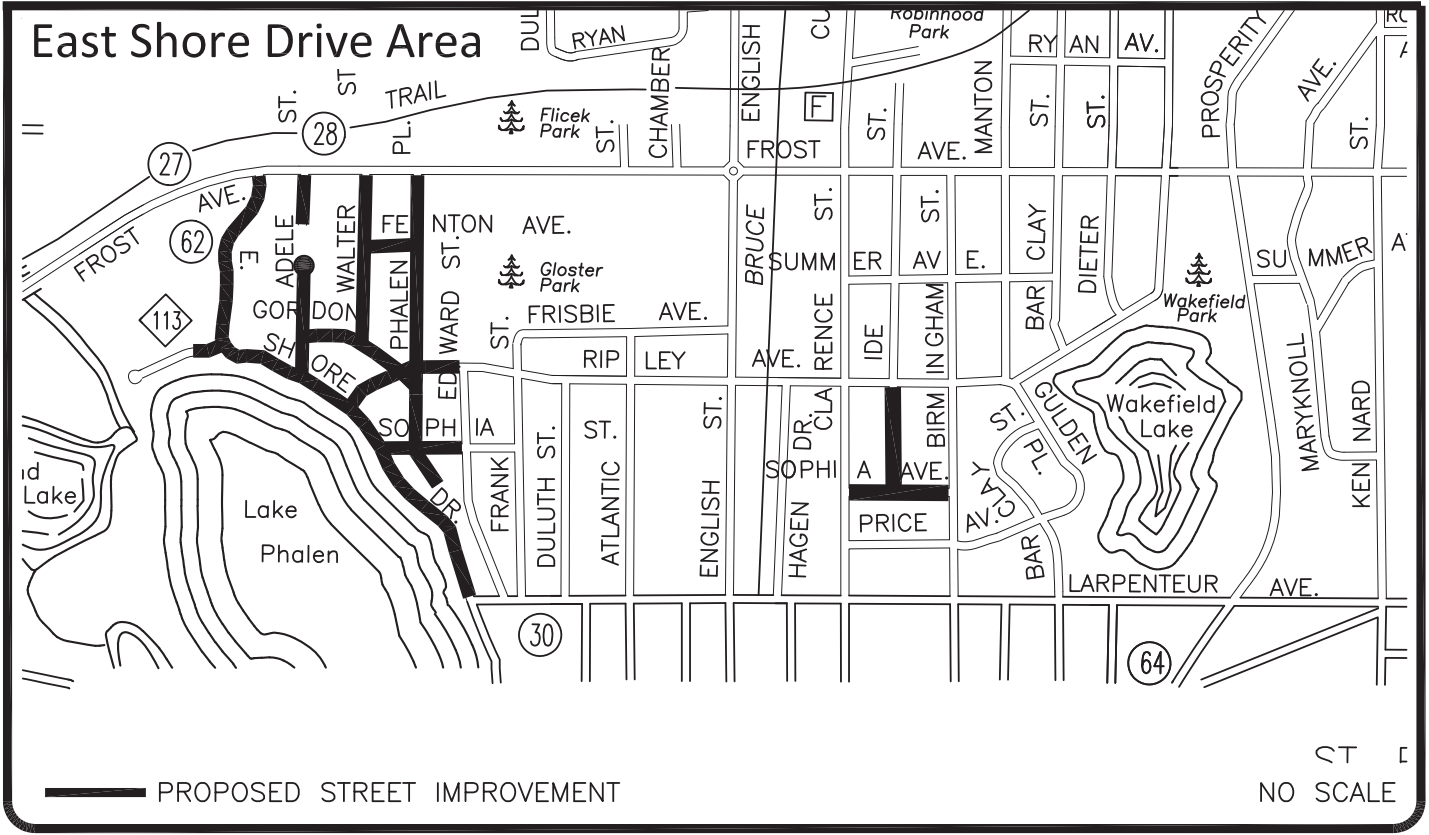 East Shore Drive Area
DUL
RYAN
CHAMBER
ENGLISH
CU
Robinhood
Park
RY AN AV.
MANTON
PROSPERITY
AVE.
ST.
ST
TRAIL
PL.
28
27
Flicek
Park
ST.
F
ST.
ST.
ST.
ST.
FROST AVE.
AVE.
62
FROST
E.
ADELE
WALTER
FE NTON AVE.
PHALEN
WARD ST.
ED
Gloster
Park
BRUCE
ST.
ST.
CLAY
DIETER
SUMM ER AV E.
SU MMER A
Wakefield
Park
113
GOR DON
SH ORE
DR.
ST.
FRISBIE AVE.
RIP LEY AVE.
CLA RENCE
IDE
BIRM INGHAM
BAR
MARYKNOLL
KEN NARD
SO PH IA
FRANK
DULUTH ST.
ATLANTIC
ST.
ENGLISH
ST.
HAGEN
DR.
SOPHI A AVE.
PRICE
AV.
CLAY
ST.
PL.
GULDEN
BAR
CLAY
Wakefield
Lake
Lake
Lake
Phalen
LARPENTEUR AVE.
30
64
ST
PROPOSED STREET IMPROVEMENT
NO SCALE